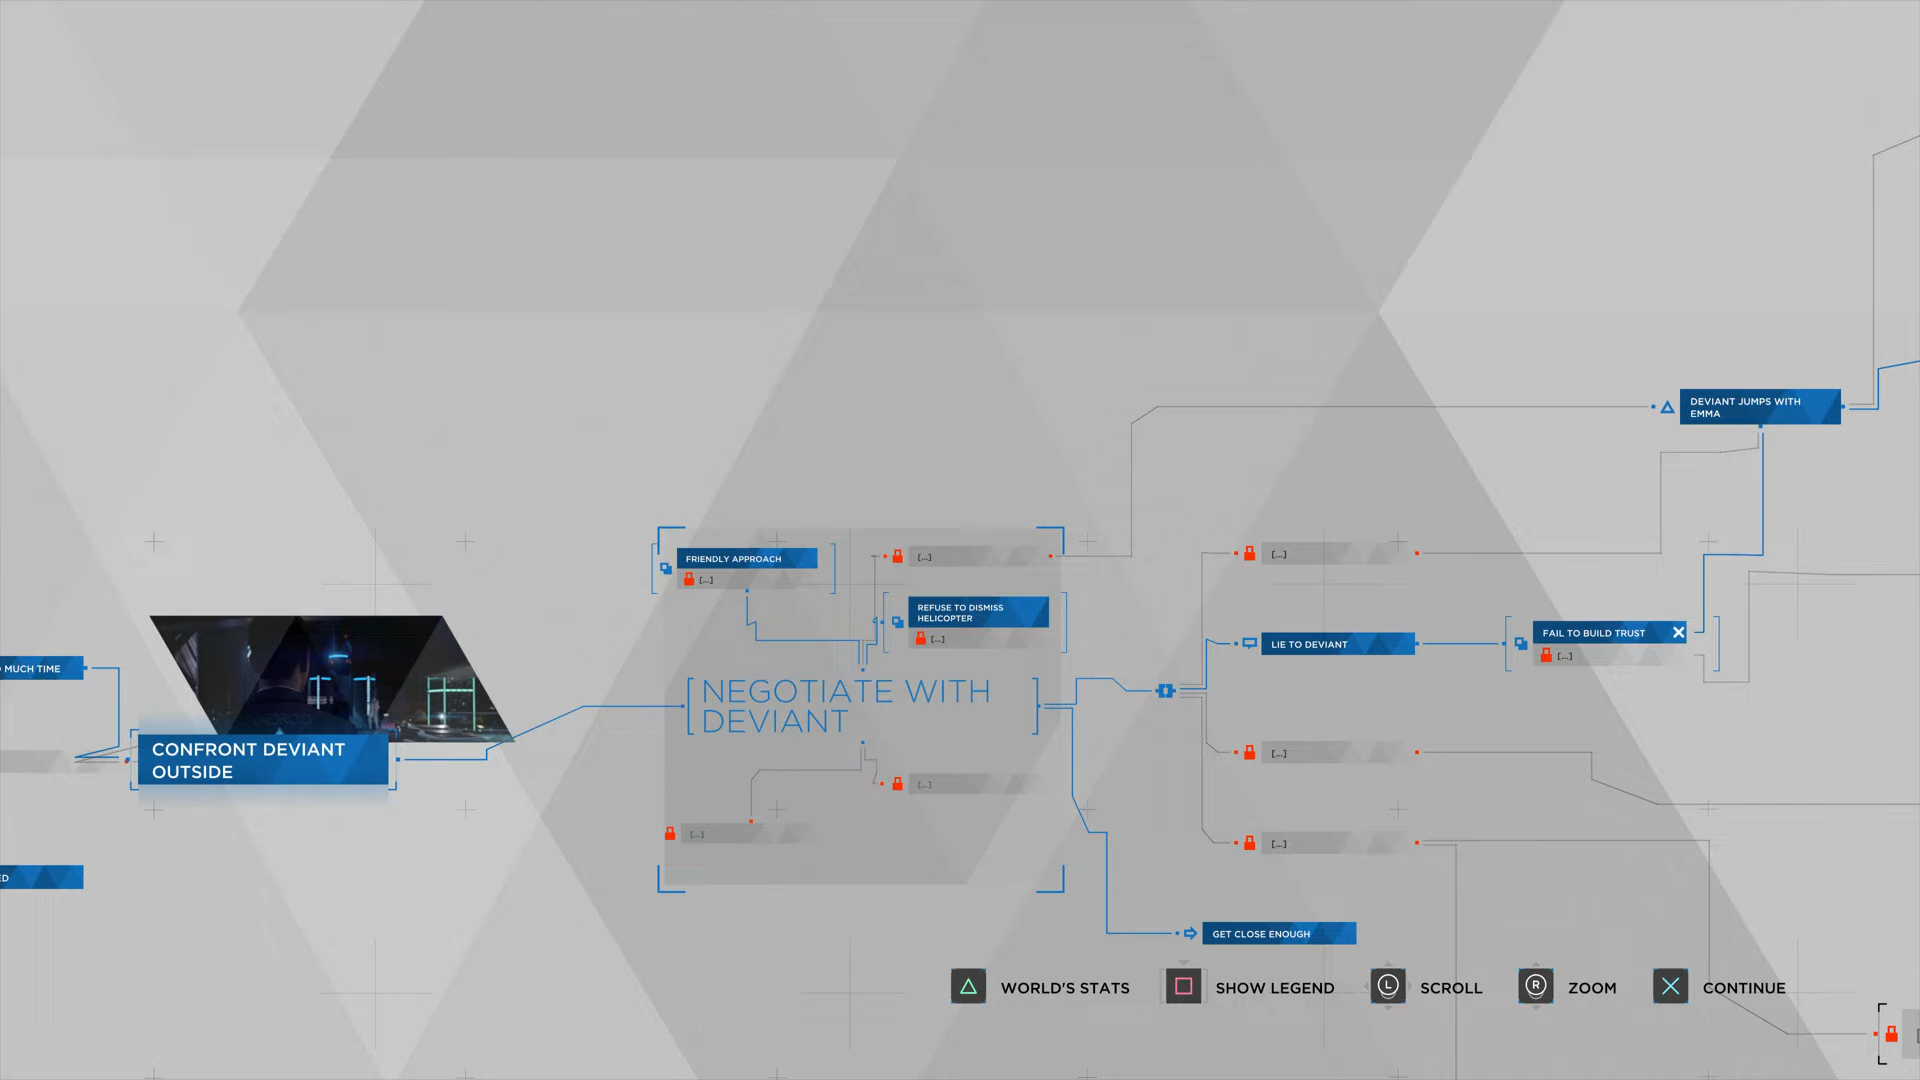 DEVIANT JUMPS WITH
EMMA
FRIENDLY APPROACH
[...]
[...]
[...]
REFUSE TO DISMISS
HELICOPTER
[...]
LIE TO DEVIANT
FAIL TO BUILD TRUST
[...]
MUCH TIME
NEGOTIATE WITH
DEVIANT
CONFRONT DEVIANT
OUTSIDE
[...]
[...]
[...]
[...]
ED
GET CLOSE ENOUGH
WORLD'S STATS
SHOW LEGEND
L
SCROLL
R
ZOOM
CONTINUE